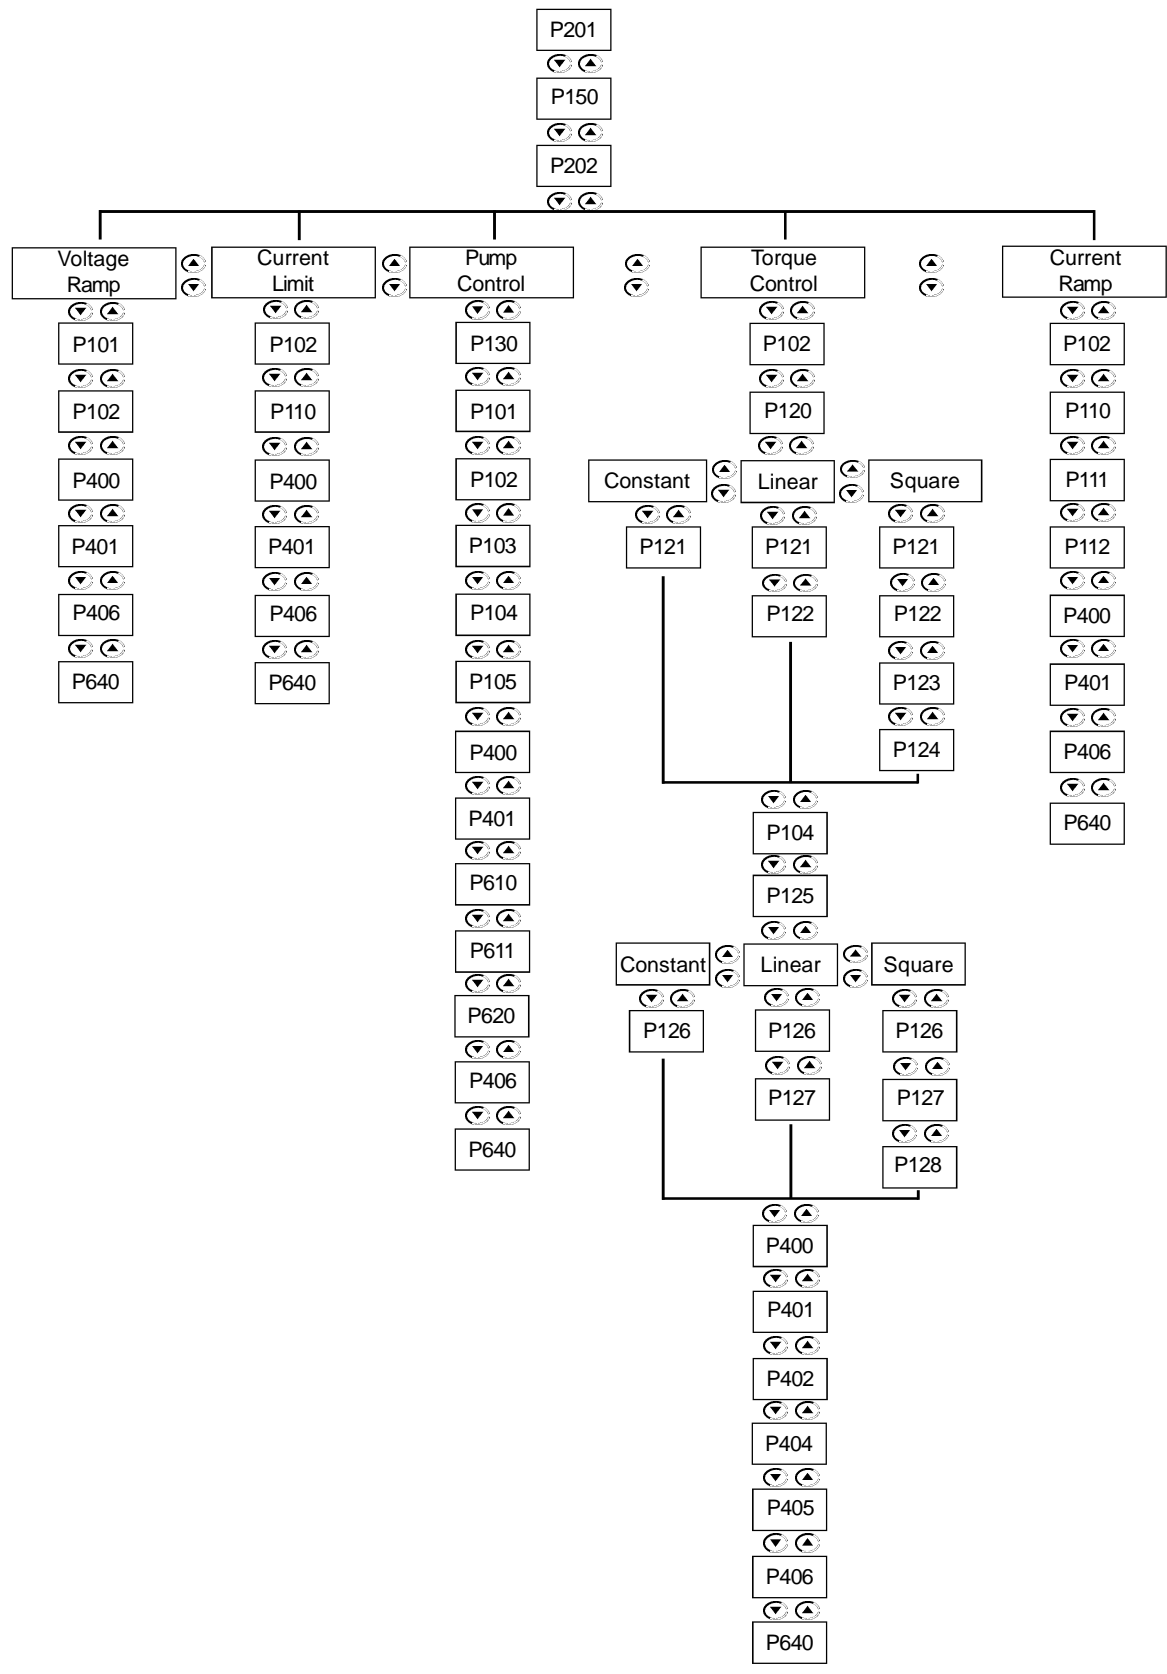 P201
P150
P202
Voltage
Ramp
Current
Limit
Pump
Control
Torque
Control
Current
Ramp
P101
P102
P400
P401
P406
P640
P102
P110
P400
P401
P406
P640
P130
P101
P102
P103
P104
P105
P400
P401
P610
P611
P620
P406
P640
P102
P120
Constant
Linear
Square
P121
P121
P122
P121
P122
P123
P124
P104
P125
Constant
Linear
Square
P126
P126
P127
P126
P127
P128
P400
P401
P402
P404
P405
P406
P640
P102
P110
P111
P112
P400
P401
P406
P640